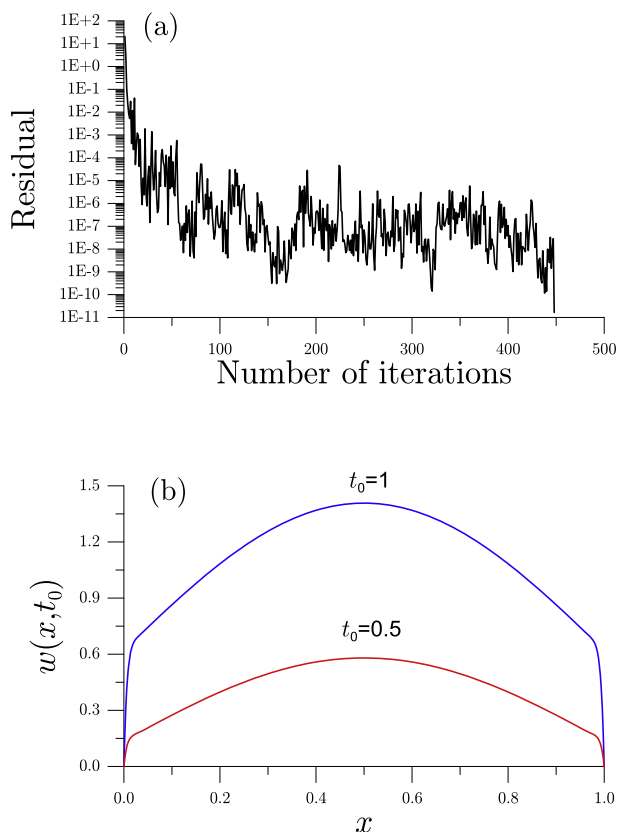 (a)
Residual
1E+2
1E+1
1E+0
1E-1
1E-2
1E-3
1E-4
1E-5
1E-6
1E-7
1E-8
1E-9
1E-10
1E-11
0 100 200 300 400 500
Number of iterations
(b)
w(x,t₀)
1.5
1.2
0.9
0.6
0.3
0.0
t₀=1
t₀=0.5
0.0 0.2 0.4 0.6 0.8 1.0
x